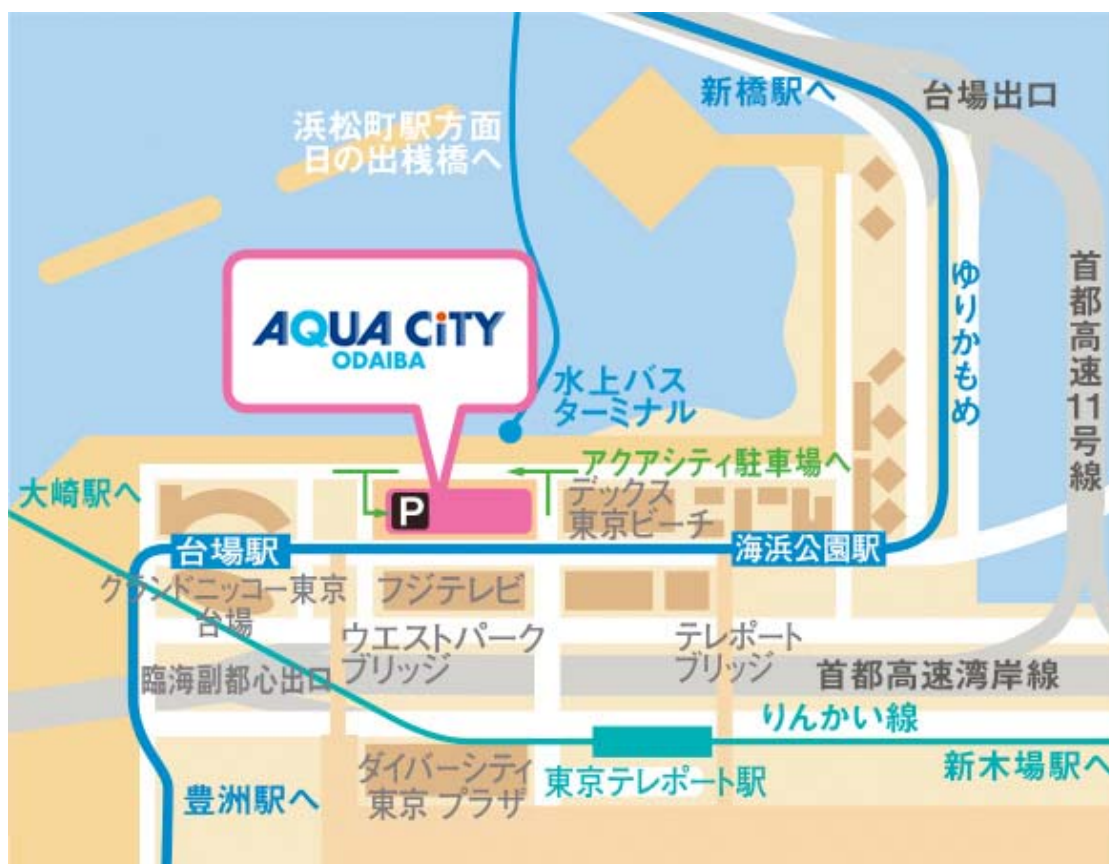 新橋駅へ
台場出口
浜松町駅方面
日の出桟橋へ
ゆりかもめ
首都高速11号線
AQUA CiTY
ODAIBA
水上バス
ターミナル
アクアシティ駐車場へ
大崎駅へ
P
デックス
東京ビーチ
台場駅
海浜公園駅
グランドニッコー東京
台場
フジテレビ
ウエストパーク
ブリッジ
テレポート
ブリッジ
臨海副都心出口
首都高速湾岸線
りんかい線
新木場駅へ
東京テレポート駅
ダイバーシティ
東京 プラザ
豊洲駅へ